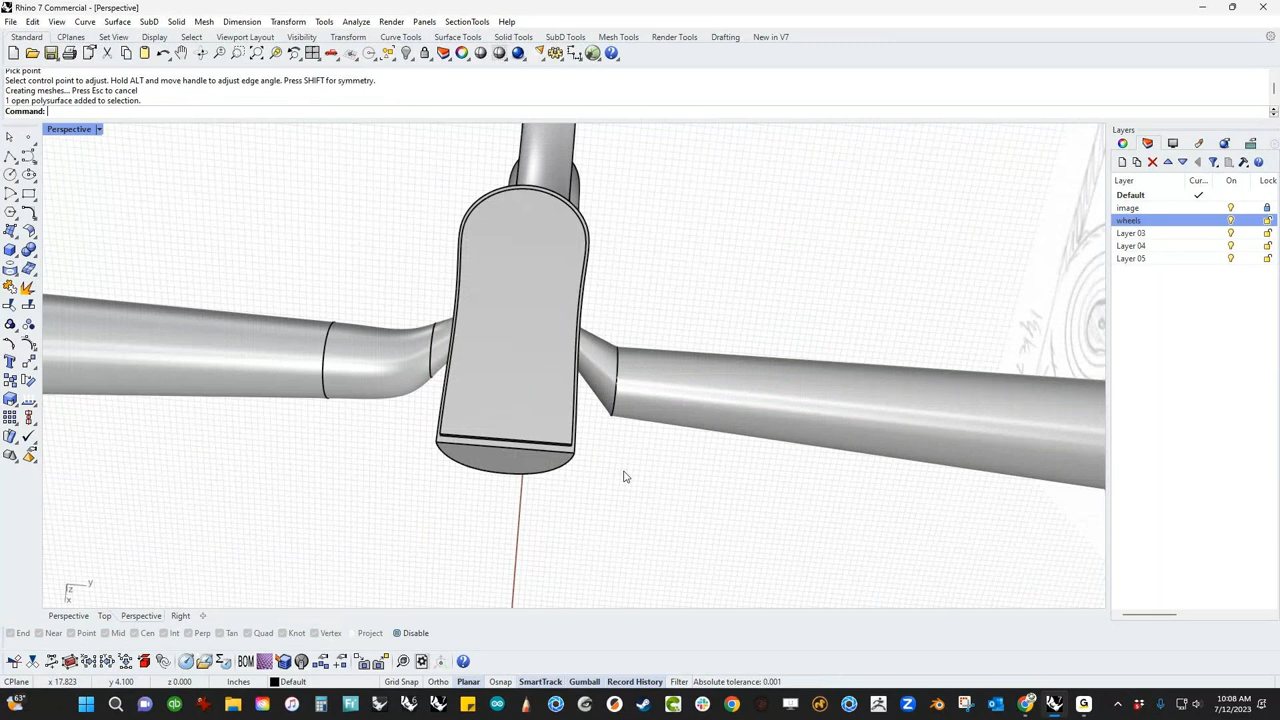 Rhino 7 Commercial - [Perspective]
File Edit View Curve Surface SubD Solid Mesh Dimension Transform Tools Analyze Render Panels SectionTools Help
Standard CPlanes Set View Display Select Viewport Layout Visibility Transform Curve Tools Surface Tools Solid Tools SubD Tools Mesh Tools Render Tools Drafting New in V7
Pick point
Select control point to adjust. Hold ALT and move handle to adjust edge angle. Press SHIFT for symmetry.
Creating meshes... Press Esc to cancel
1 open polysurface added to selection.
Command:
Perspective
Layers
Layer Cur... On Lock
Default
image
wheels
Layer 03
Layer 04
Layer 05
z y
x
Perspective Top Perspective Right
End Near Point Mid Cen Int Perp Tan Quad Knot Vertex Project Disable
BOM
CPlane x 17.823 y 4.100 z 0.000 Inches Default Grid Snap Ortho Planar Osnap SmartTrack Gumball Record History Filter Absolute tolerance: 0.001
63°
10:08 AM
7/12/2023